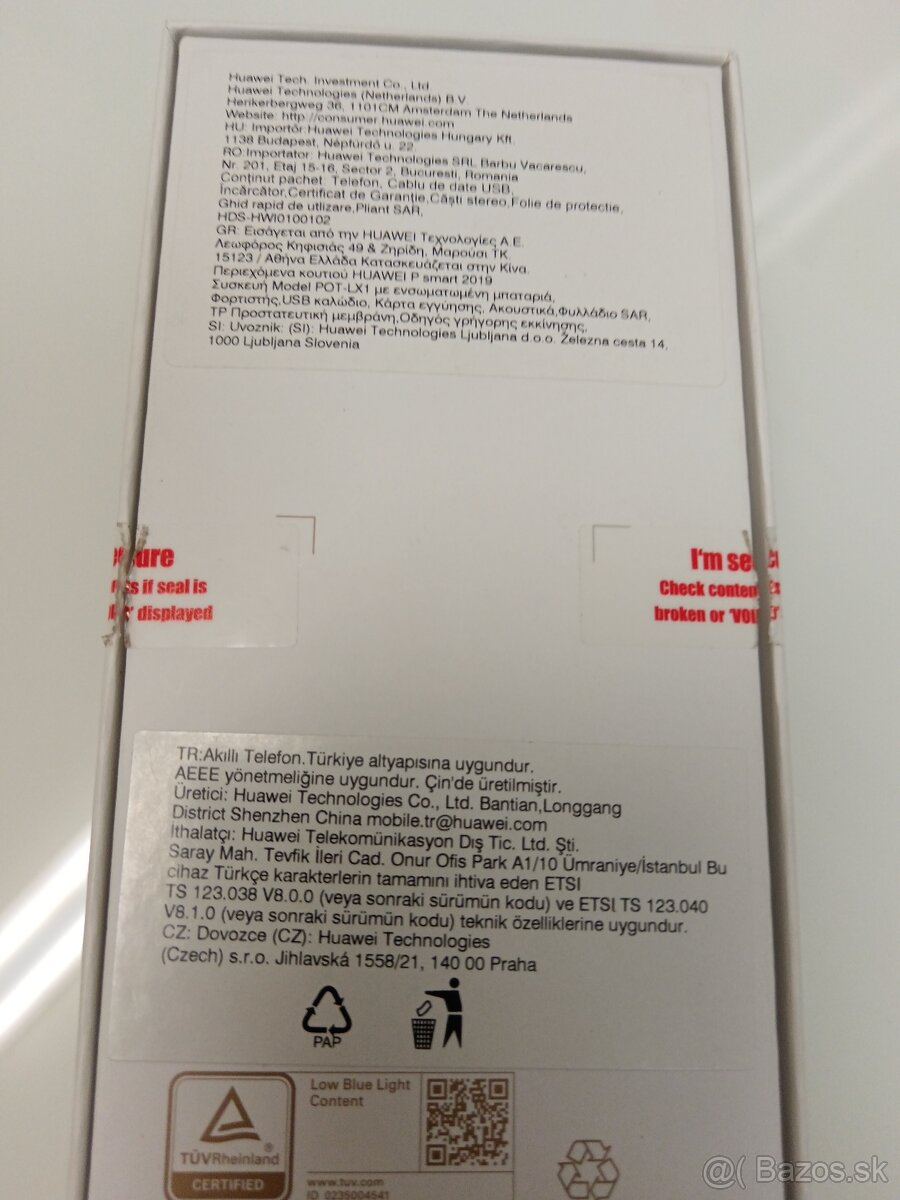 Huawei Tech. Investment Co., Ltd
Huawei Technologies (Netherlands) B.V
Herikerbergweg 36, 1101CM Amsterdam The Netherlands
Website: http://consumer.huawei.com
HU: Importőr:Huawei Technologies Hungary Kft.
1138 Budapest, Népfürdő u. 22.
RO:Importator: Huawei Technologies SRL Barbu Vacarescu,
Nr. 201, Etaj 15-16, Sector 2, Bucuresti, Romania
Conținut pachet: Telefon, Cablu de date USB,
Încărcător,Certificat de Garanție,Căști stereo,Folie de protectie,
Ghid rapid de utlizare,Pliant SAR,
HDS-HWI0100102
GR: Εισάγεται από την HUAWEI Τεχνολογίες Α.Ε.
Λεωφόρος Κηφισίας 49 & Ζηρίδη, Μαρούσι ΤΚ.
15123 / Αθήνα Ελλάδα Κατασκευάζεται στην Κίνα.
Περιεχόμενα κουτιού HUAWEI P smart 2019
Συσκευή Model POT-LX1 με ενσωματωμένη μπαταριά,
Φορτιστής,USB καλώδιο, Κάρτα εγγύησης, Ακουστικά,Φυλλάδιο SAR,
TP Προστατευτική μεμβράνη,Οδηγός γρήγορης εκκίνησης,
SI: Uvoznik: (SI): Huawei Technologies Ljubljana d.o.o. Železna cesta 14,
1000 Ljubljana Slovenia
ure
if seal is
displayed
I'm se
Check conten
broken or 'VOI
TR:Akıllı Telefon.Türkiye altyapısına uygundur.
AEEE yönetmeliğine uygundur. Çin'de üretilmiştir.
Üretici: Huawei Technologies Co., Ltd. Bantian,Longgang
District Shenzhen China mobile.tr@huawei.com
İthalatçı: Huawei Telekomünikasyon Dış Tic. Ltd. Şti.
Saray Mah. Tevfik İleri Cad. Onur Ofis Park A1/10 Ümraniye/İstanbul Bu
cihaz Türkçe karakterlerin tamamını ihtiva eden ETSI
TS 123.038 V8.0.0 (veya sonraki sürümün kodu) ve ETSI TS 123.040
V8.1.0 (veya sonraki sürümün kodu) teknik özelliklerine uygundur.
CZ: Dovozce (CZ): Huawei Technologies
(Czech) s.r.o. Jihlavská 1558/21, 140 00 Praha
PAP
Low Blue Light
Content
TÜVRheinland
CERTIFIED
www.tuv.com
ID 0235004541
@( Bazos.sk